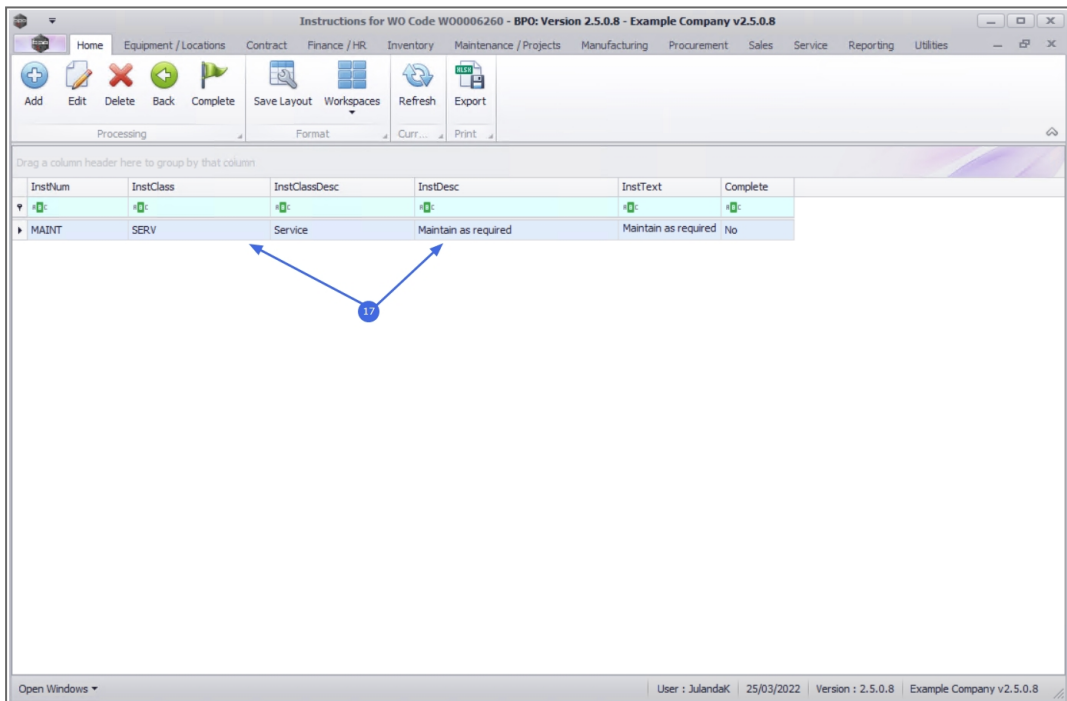 Instructions for WO Code WO0006260 - BPO: Version 2.5.0.8 - Example Company v2.5.0.8
Home Equipment / Locations Contract Finance / HR Inventory Maintenance / Projects Manufacturing Procurement Sales Service Reporting Utilities
Add Edit Delete Back Complete Save Layout Workspaces Refresh Export
Processing Format Curr... Print
Drag a column header here to group by that column
InstNum InstClass InstClassDesc InstDesc InstText Complete
MAINT SERV Service Maintain as required Maintain as required No
17
Open Windows User : JulandaK 25/03/2022 Version : 2.5.0.8 Example Company v2.5.0.8